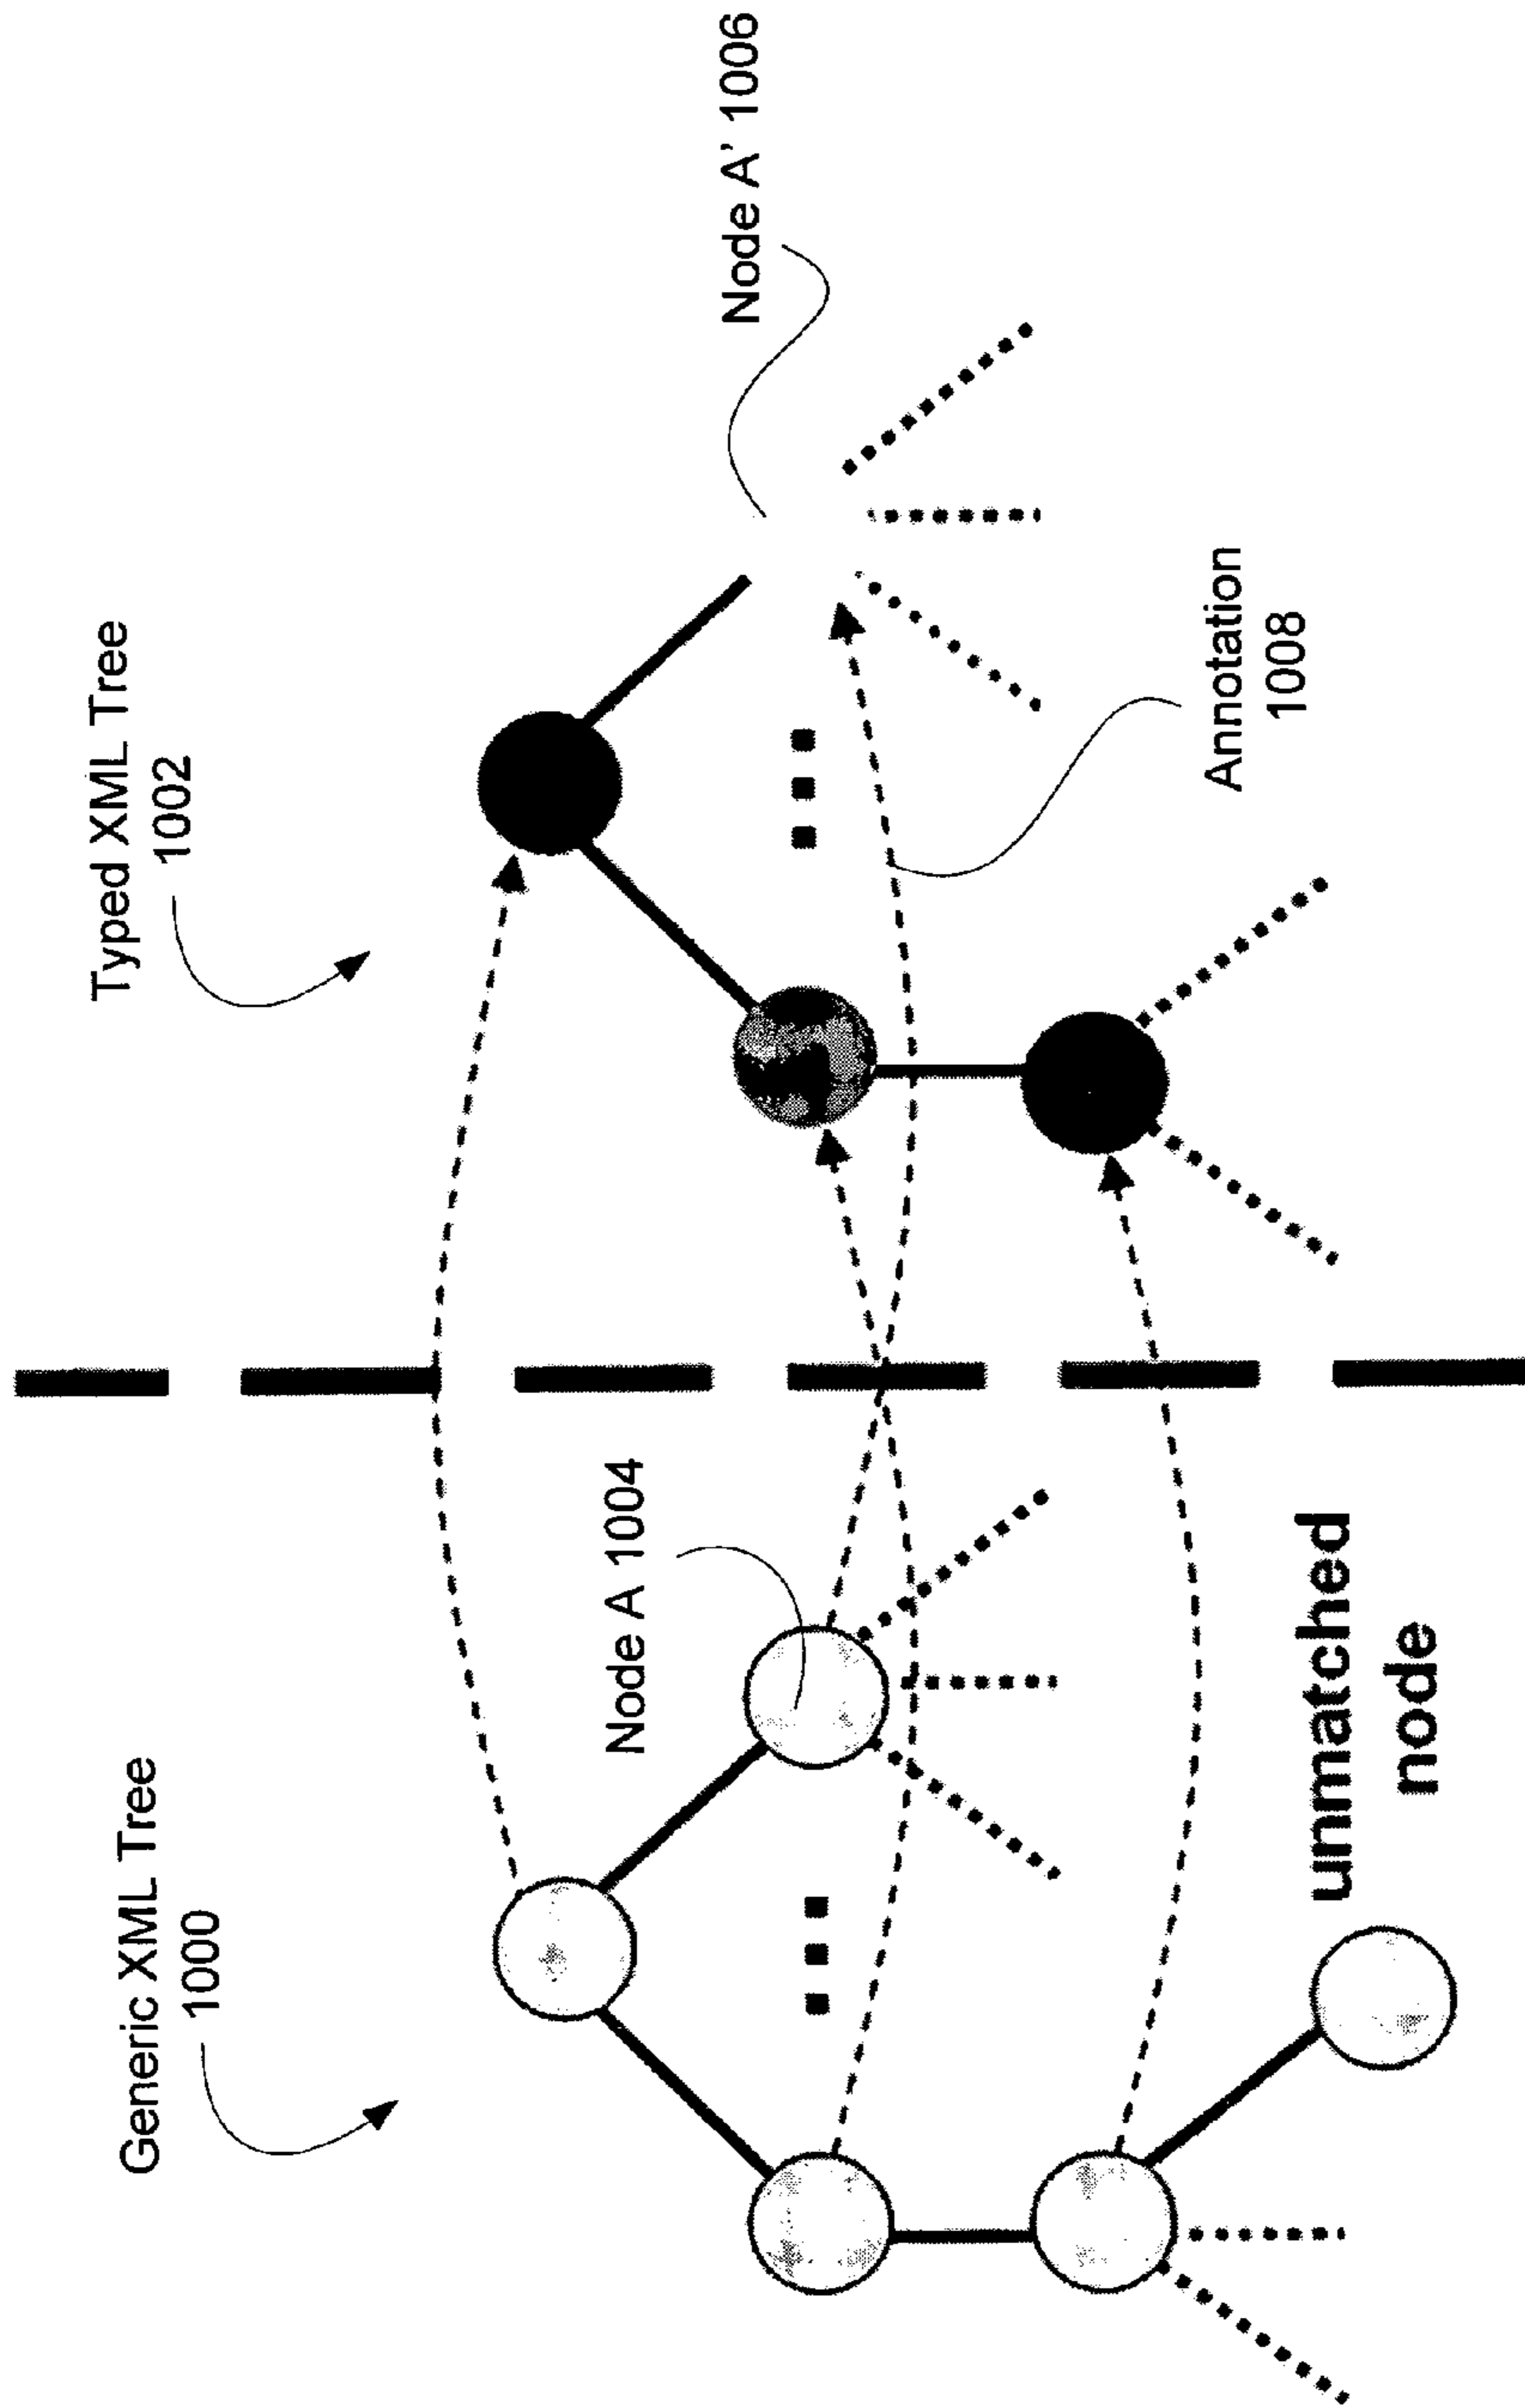 Generic XML Tree
1000
Typed XML Tree
1002
Node A 1004
Node A' 1006
Annotation
1008
unmatched
node